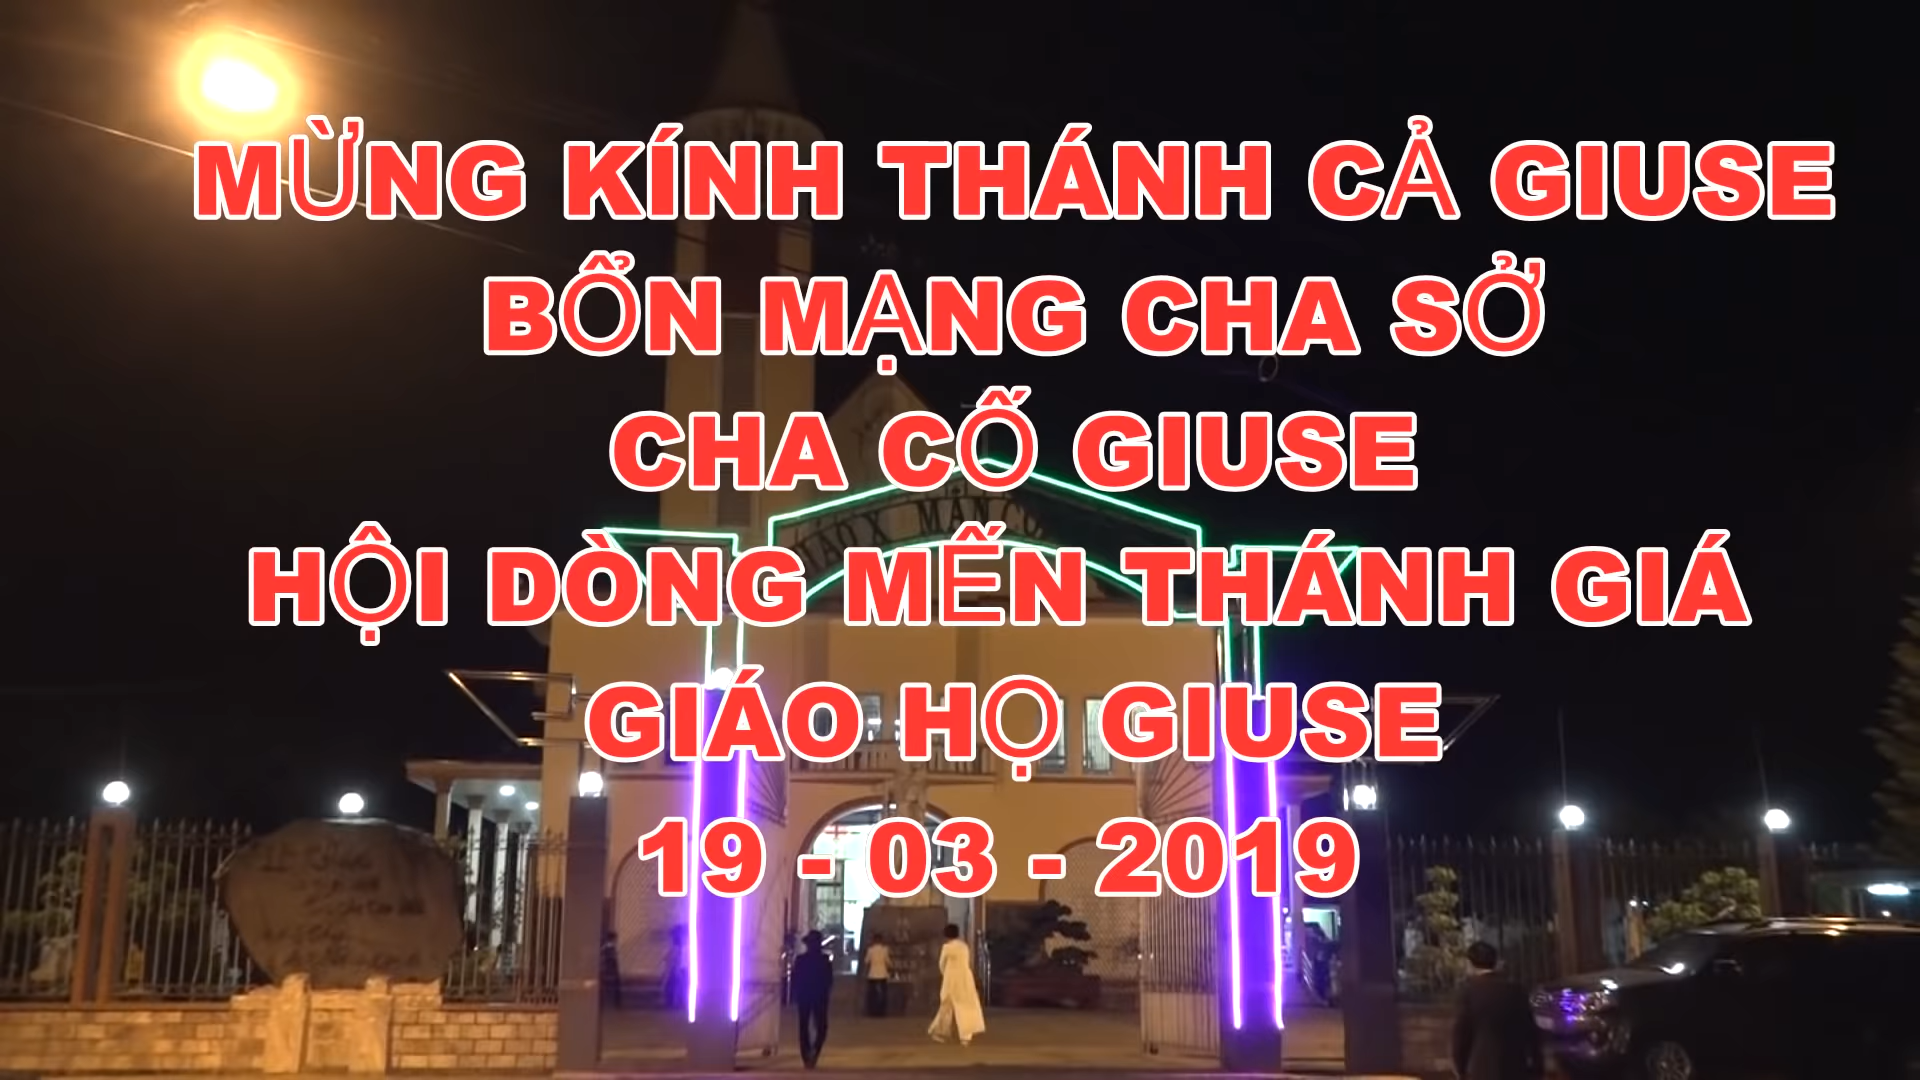 MỪNG KÍNH THÁNH CẢ GIUSE
BỔN MẠNG CHA SỞ
CHA CỐ GIUSE
HỘI DÒNG MẾN THÁNH GIÁ
GIÁO HỌ GIUSE
19 - 03 - 2019